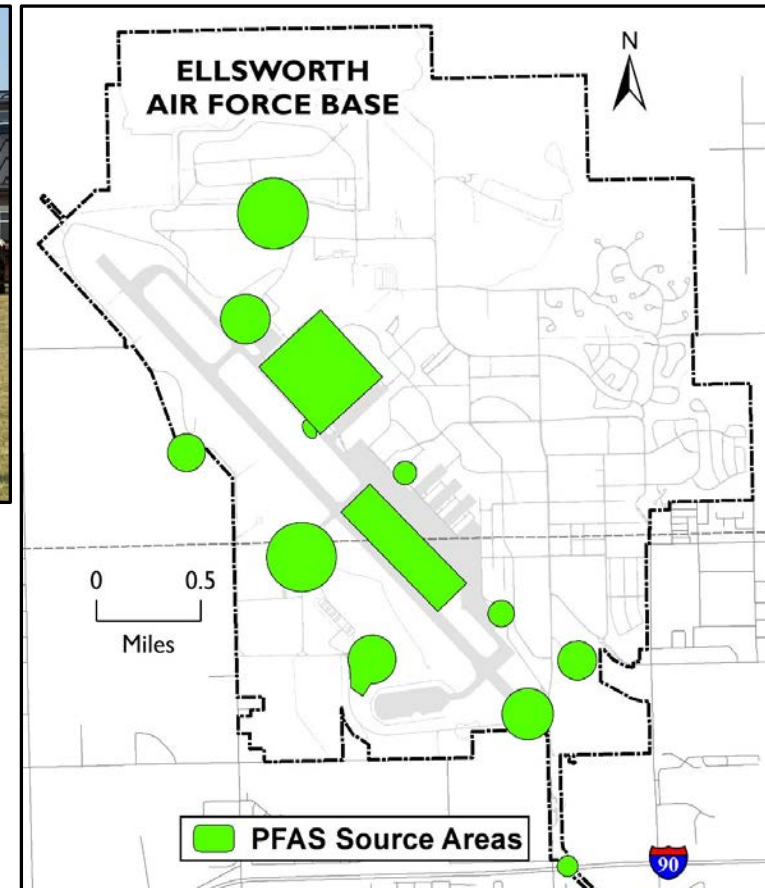 ELLSWORTH
AIR FORCE BASE
N
0 0.5
Miles
PFAS Source Areas
90